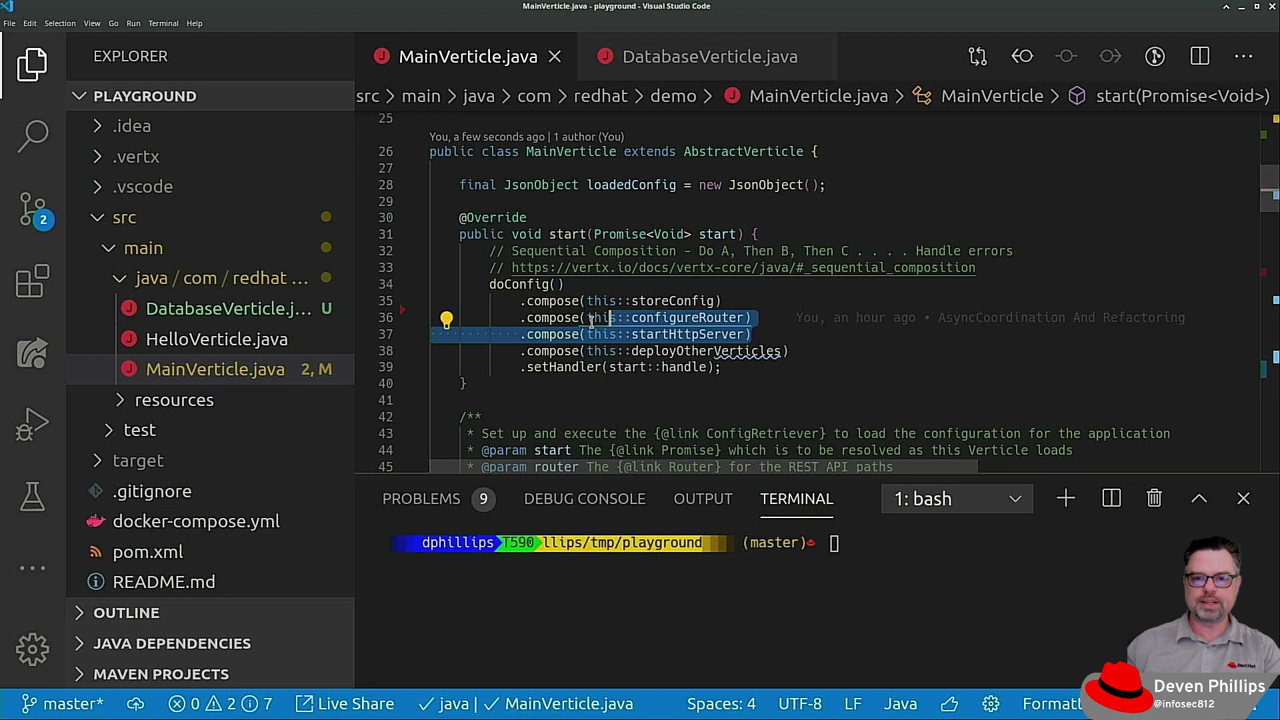 MainVerticle.java - playground - Visual Studio Code
File Edit Selection View Go Run Terminal Help
EXPLORER
MainVerticle.java
DatabaseVerticle.java
PLAYGROUND
src > main > java > com > redhat > demo > MainVerticle.java > MainVerticle > start(Promise<Void>)
.idea
.vertx
.vscode
src
main
java / com / redhat ...
DatabaseVerticle.java U
HelloVerticle.java
MainVerticle.java 2, M
resources
test
target
.gitignore
docker-compose.yml
pom.xml
README.md
OUTLINE
JAVA DEPENDENCIES
MAVEN PROJECTS
2
25
You, a few seconds ago | 1 author (You)
26 public class MainVerticle extends AbstractVerticle {
27
28 final JsonObject loadedConfig = new JsonObject();
29
30 @Override
31 public void start(Promise<Void> start) {
32 // Sequential Composition - Do A, Then B, Then C . . . . Handle errors
33 // https://vertx.io/docs/vertx-core/java/#_sequential_composition
34 doConfig()
35 .compose(this::storeConfig)
36 .compose(this::configureRouter) You, an hour ago • AsyncCoordination And Refactoring
37 .compose(this::startHttpServer)
38 .compose(this::deployOtherVerticles)
39 .setHandler(start::handle);
40 }
41
42 /**
43 * Set up and execute the {@link ConfigRetriever} to load the configuration for the application
44 * @param start The {@link Promise} which is to be resolved as this Verticle loads
45 * @param router The {@link Router} for the REST API paths
PROBLEMS 9 DEBUG CONSOLE OUTPUT TERMINAL 1: bash
dphillips T590 llips/tmp/playground (master)
Deven Phillips
@infosec812
Red Hat
master* 0 2 7 Live Share java MainVerticle.java Spaces: 4 UTF-8 LF Java Formatt